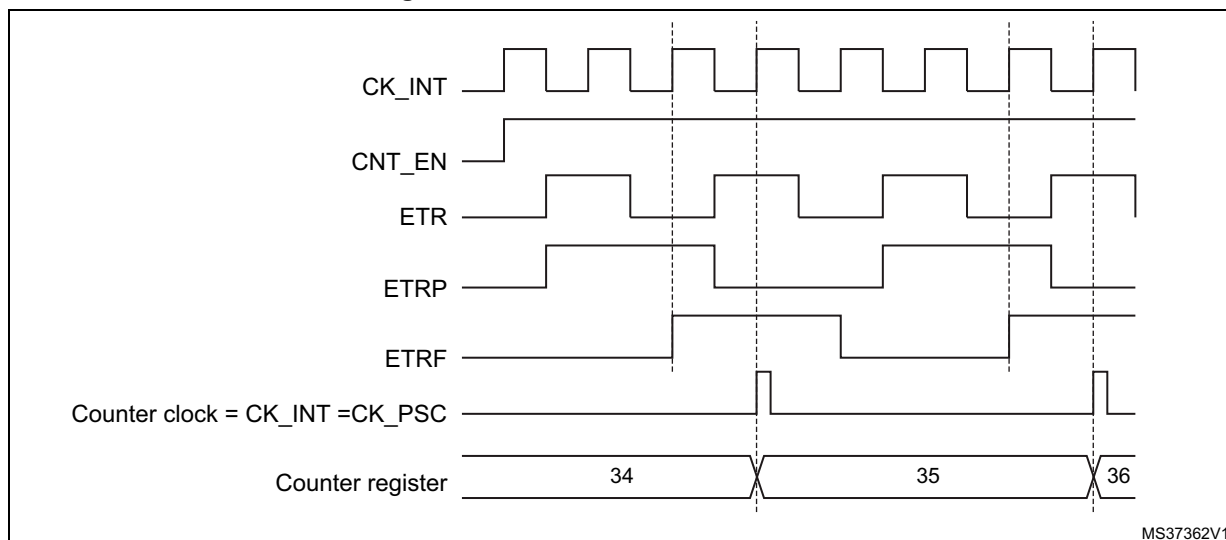 CK_INT
CNT_EN
ETR
ETRP
ETRF
Counter clock = CK_INT =CK_PSC
Counter register 34 35 36
MS37362V1